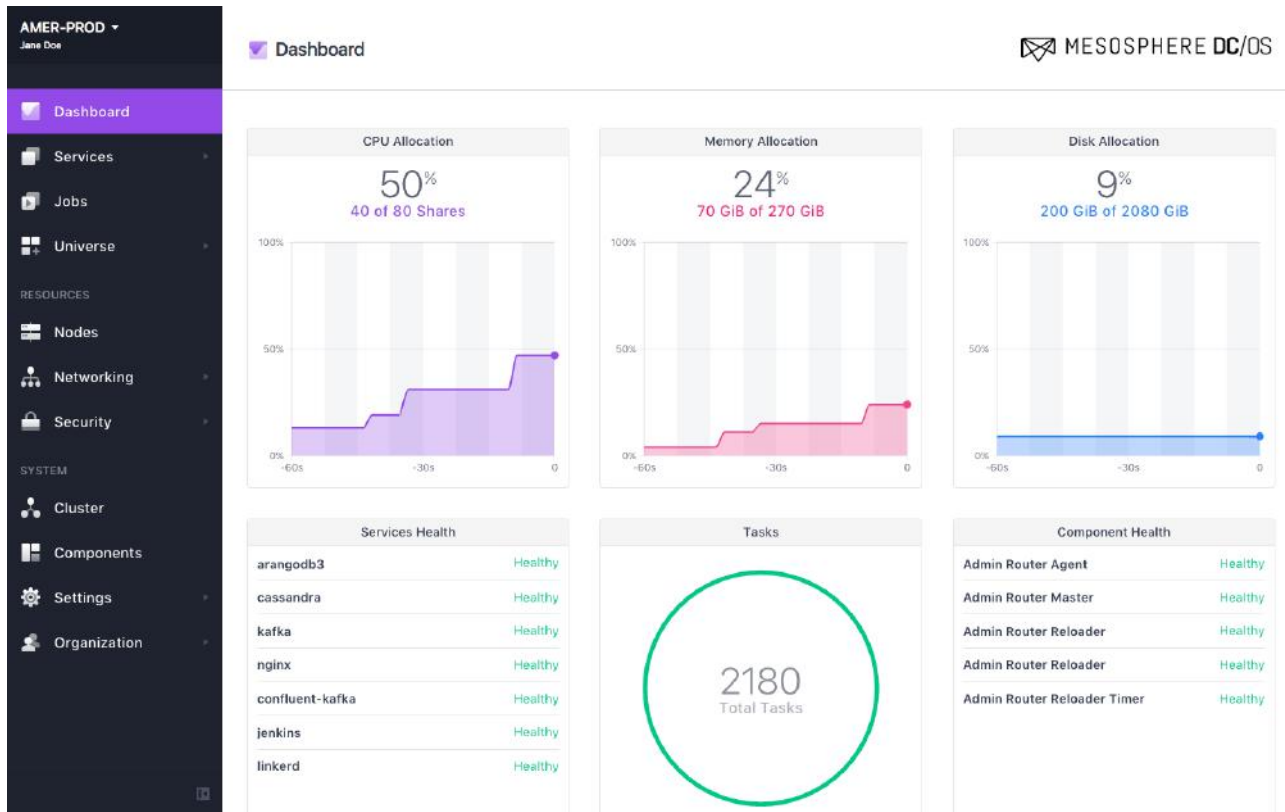 AMER-PROD
Jane Doe
Dashboard
MESOSPHERE DC/OS
Dashboard
Services
Jobs
Universe
RESOURCES
Nodes
Networking
Security
SYSTEM
Cluster
Components
Settings
Organization
CPU Allocation
50%
40 of 80 Shares
100%
50%
0%
-60s -30s 0
Memory Allocation
24%
70 GiB of 270 GiB
100%
50%
0%
-60s -30s 0
Disk Allocation
9%
200 GiB of 2080 GiB
100%
50%
0%
-60s -30s 0
Services Health
arangodb3 Healthy
cassandra Healthy
kafka Healthy
nginx Healthy
confluent-kafka Healthy
jenkins Healthy
linkerd Healthy
Tasks
2180
Total Tasks
Component Health
Admin Router Agent Healthy
Admin Router Master Healthy
Admin Router Reloader Healthy
Admin Router Reloader Healthy
Admin Router Reloader Timer Healthy